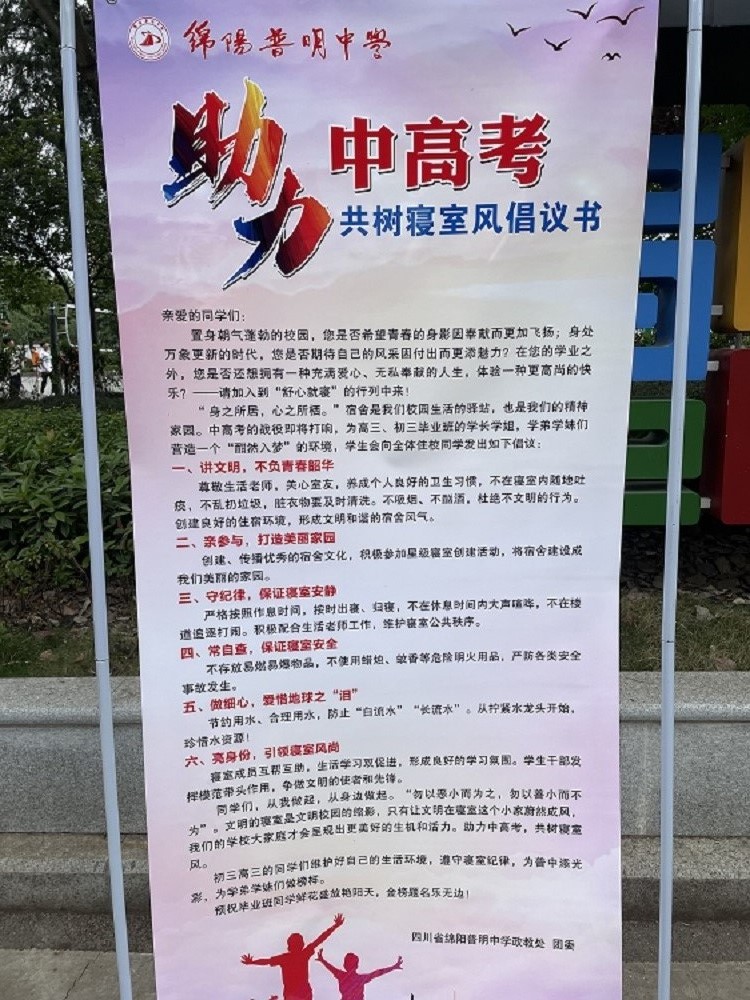 绵陽普明中学
助力
中高考
共树寝室风倡议书
亲爱的同学们：
置身朝气蓬勃的校园，您是否希望青春的身影因奉献而更加飞扬；身处
万象更新的时代，您是否期待自己的风采因付出而更添魅力？在您的学业之
外，您是否还想拥有一种充满爱心、无私奉献的人生，体验一种更高尚的快
乐？——请加入到“舒心就寝”的行列中来！
“身之所居，心之所栖。”宿舍是我们校园生活的驿站，也是我们的精神
家园。中高考的战役即将打响，为高三、初三毕业班的学长学姐，学弟学妹们
营造一个“酣然入梦”的环境，学生会向全体住校同学发出如下倡议：
一、讲文明，不负青春韶华
尊敬生活老师，关心室友，养成个人良好的卫生习惯，不在寝室内随地吐
痰，不乱扔垃圾，脏衣物要及时清洗。不吸烟、不酗酒，杜绝不文明的行为。
创建良好的住宿环境，形成文明和谐的宿舍风气。
二、亲参与，打造美丽家园
创建、传播优秀的宿舍文化，积极参加星级寝室创建活动，将宿舍建设成
我们美丽的家园。
三、守纪律，保证寝室安静
严格按照作息时间，按时出寝、归寝，不在休息时间内大声喧哗，不在楼
道追逐打闹。积极配合生活老师工作，维护寝室公共秩序。
四、常自查，保证寝室安全
不存放易燃易爆物品，不使用蜡烛、蚊香等危险明火用品，严防各类安全
事故发生。
五、做细心，爱惜地球之“泪”
节约用水、合理用水，防止“白流水”“长流水”。从拧紧水龙头开始，
珍惜水资源！
六、亮身份，引领寝室风尚
寝室成员互帮互助，生活学习双促进，形成良好的学习氛围。学生干部发
挥模范带头作用，争做文明的使者和先锋。
同学们，从我做起，从身边做起。“勿以恶小而为之，勿以善小而不
为”。文明的寝室是文明校园的缩影，只有让文明在寝室这个小家蔚然成风，
我们的学校大家庭才会呈现出更美好的生机和活力。助力中高考，共树寝室
风。
初三高三的同学们维护好自己的生活环境，遵守寝室纪律，为普中添光
彩，为学弟学妹们做榜样。
预祝毕业班同学鲜花盛放艳阳天，金榜题名乐无边！
四川省绵阳普明中学政教处 团委